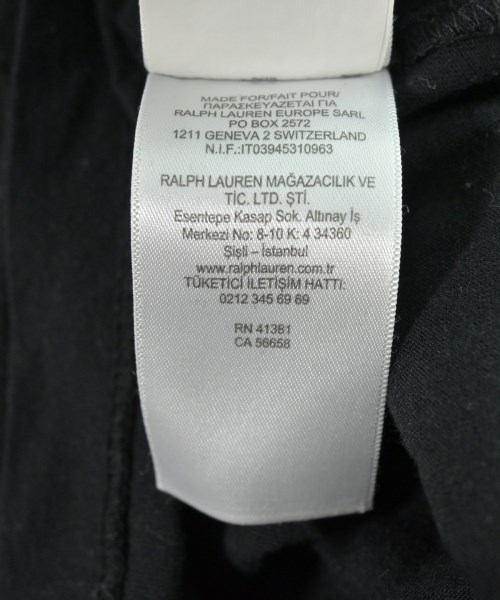 MADE FOR/FAIT POUR/
ΠΑΡΑΣΚΕΥΑΖΕΤΑΙ ΓΙΑ
RALPH LAUREN EUROPE SARL
PO BOX 2572
1211 GENEVA 2 SWITZERLAND
N.I.F.:IT03945310963
RALPH LAUREN MAĞAZACILIK VE
TİC. LTD. ŞTİ.
Esentepe Kasap Sok. Altınay İş
Merkezi No: 8-10 K: 4 34360
Şişli – İstanbul
www.ralphlauren.com.tr
TÜKETİCİ İLETİŞİM HATTI:
0212 345 69 69
RN 41381
CA 56658